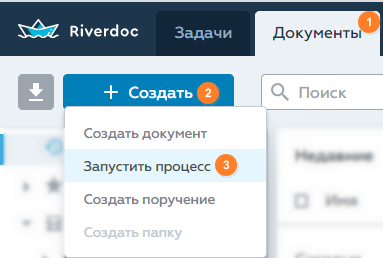 Riverdoc
Задачи
Документы 1
+ Создать 2
Поиск
Создать документ
Запустить процесс 3
Создать поручение
Создать папку
Недавние
Имя